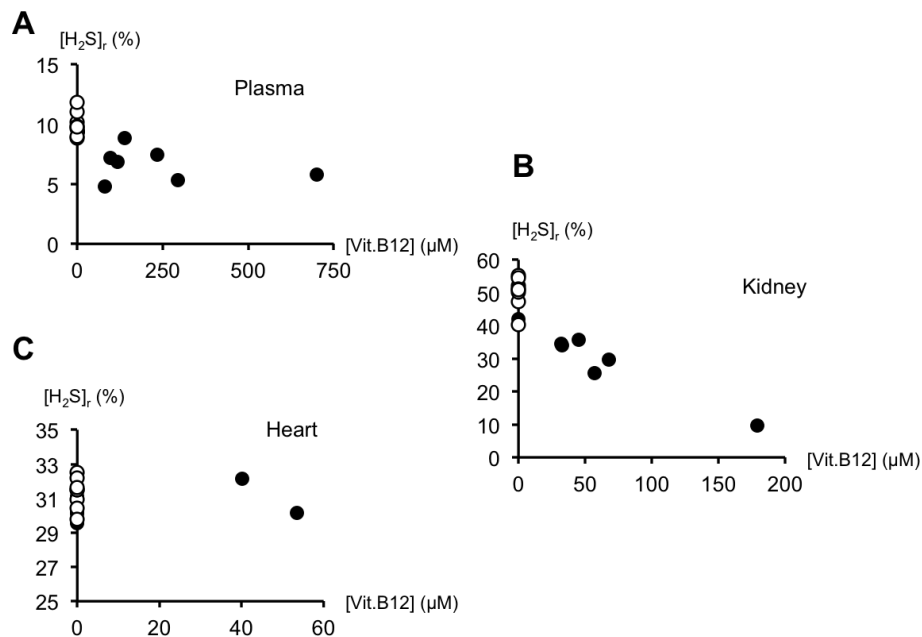 A
[H₂S]ᵣ (%)
15
Plasma
10
5
0
[Vit.B12] (µM)
0 250 500 750
B
[H₂S]ᵣ (%)
60
Kidney
50
40
30
20
10
0
[Vit.B12] (µM)
0 50 100 150 200
C
[H₂S]ᵣ (%)
35
Heart
33
31
29
27
25
[Vit.B12] (µM)
0 20 40 60